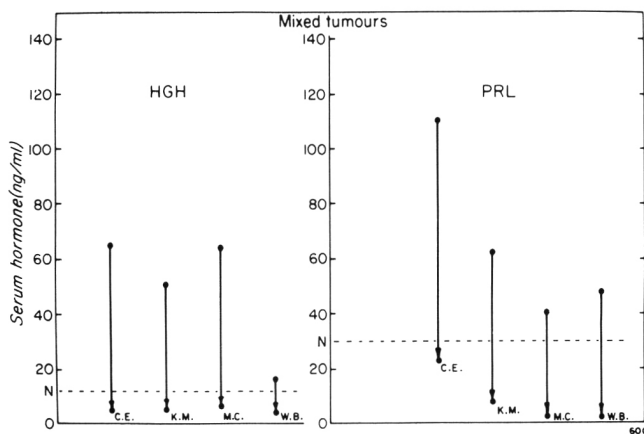 Mixed tumours
HGH
PRL
Serum hormone (ng/ml)
140
120
100
80
60
40
20
N
0
C.E.
K.M.
M.C.
W.B.
140
120
100
80
60
40
N
20
0
C.E.
K.M.
M.C.
W.B.